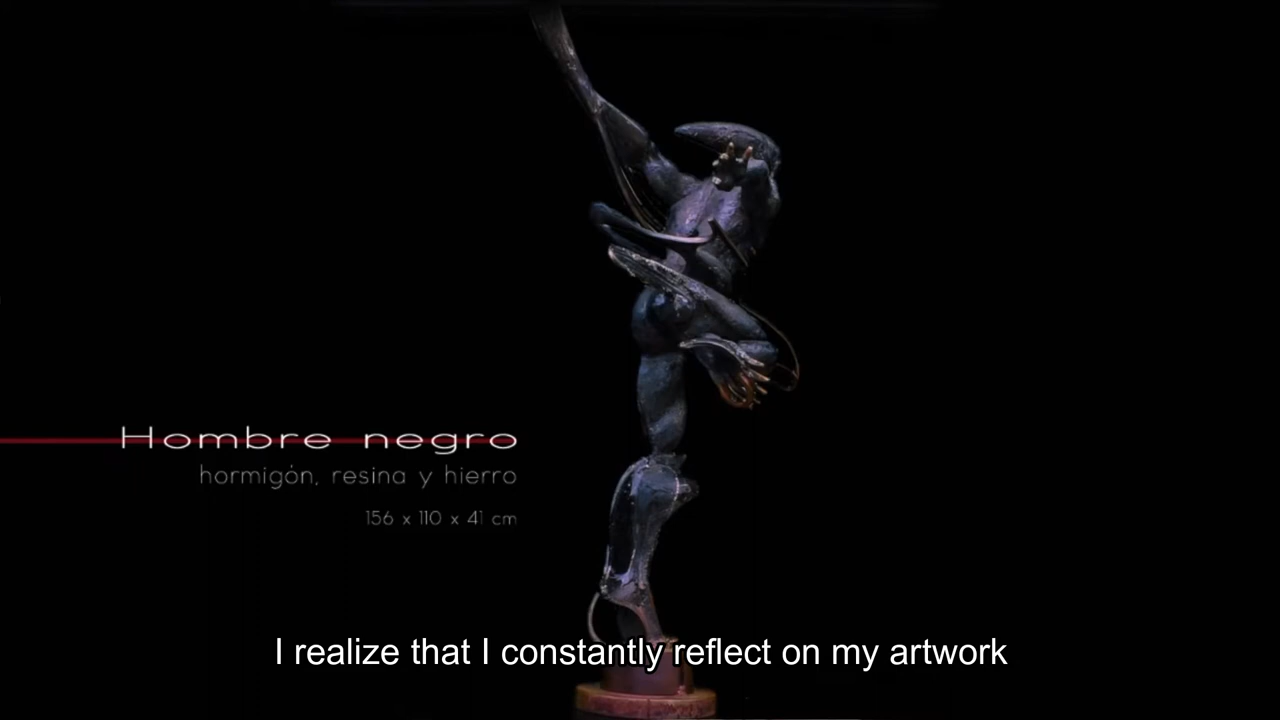 Hombre negro
hormigón, resina y hierro
156 x 110 x 41 cm
I realize that I constantly reflect on my artwork